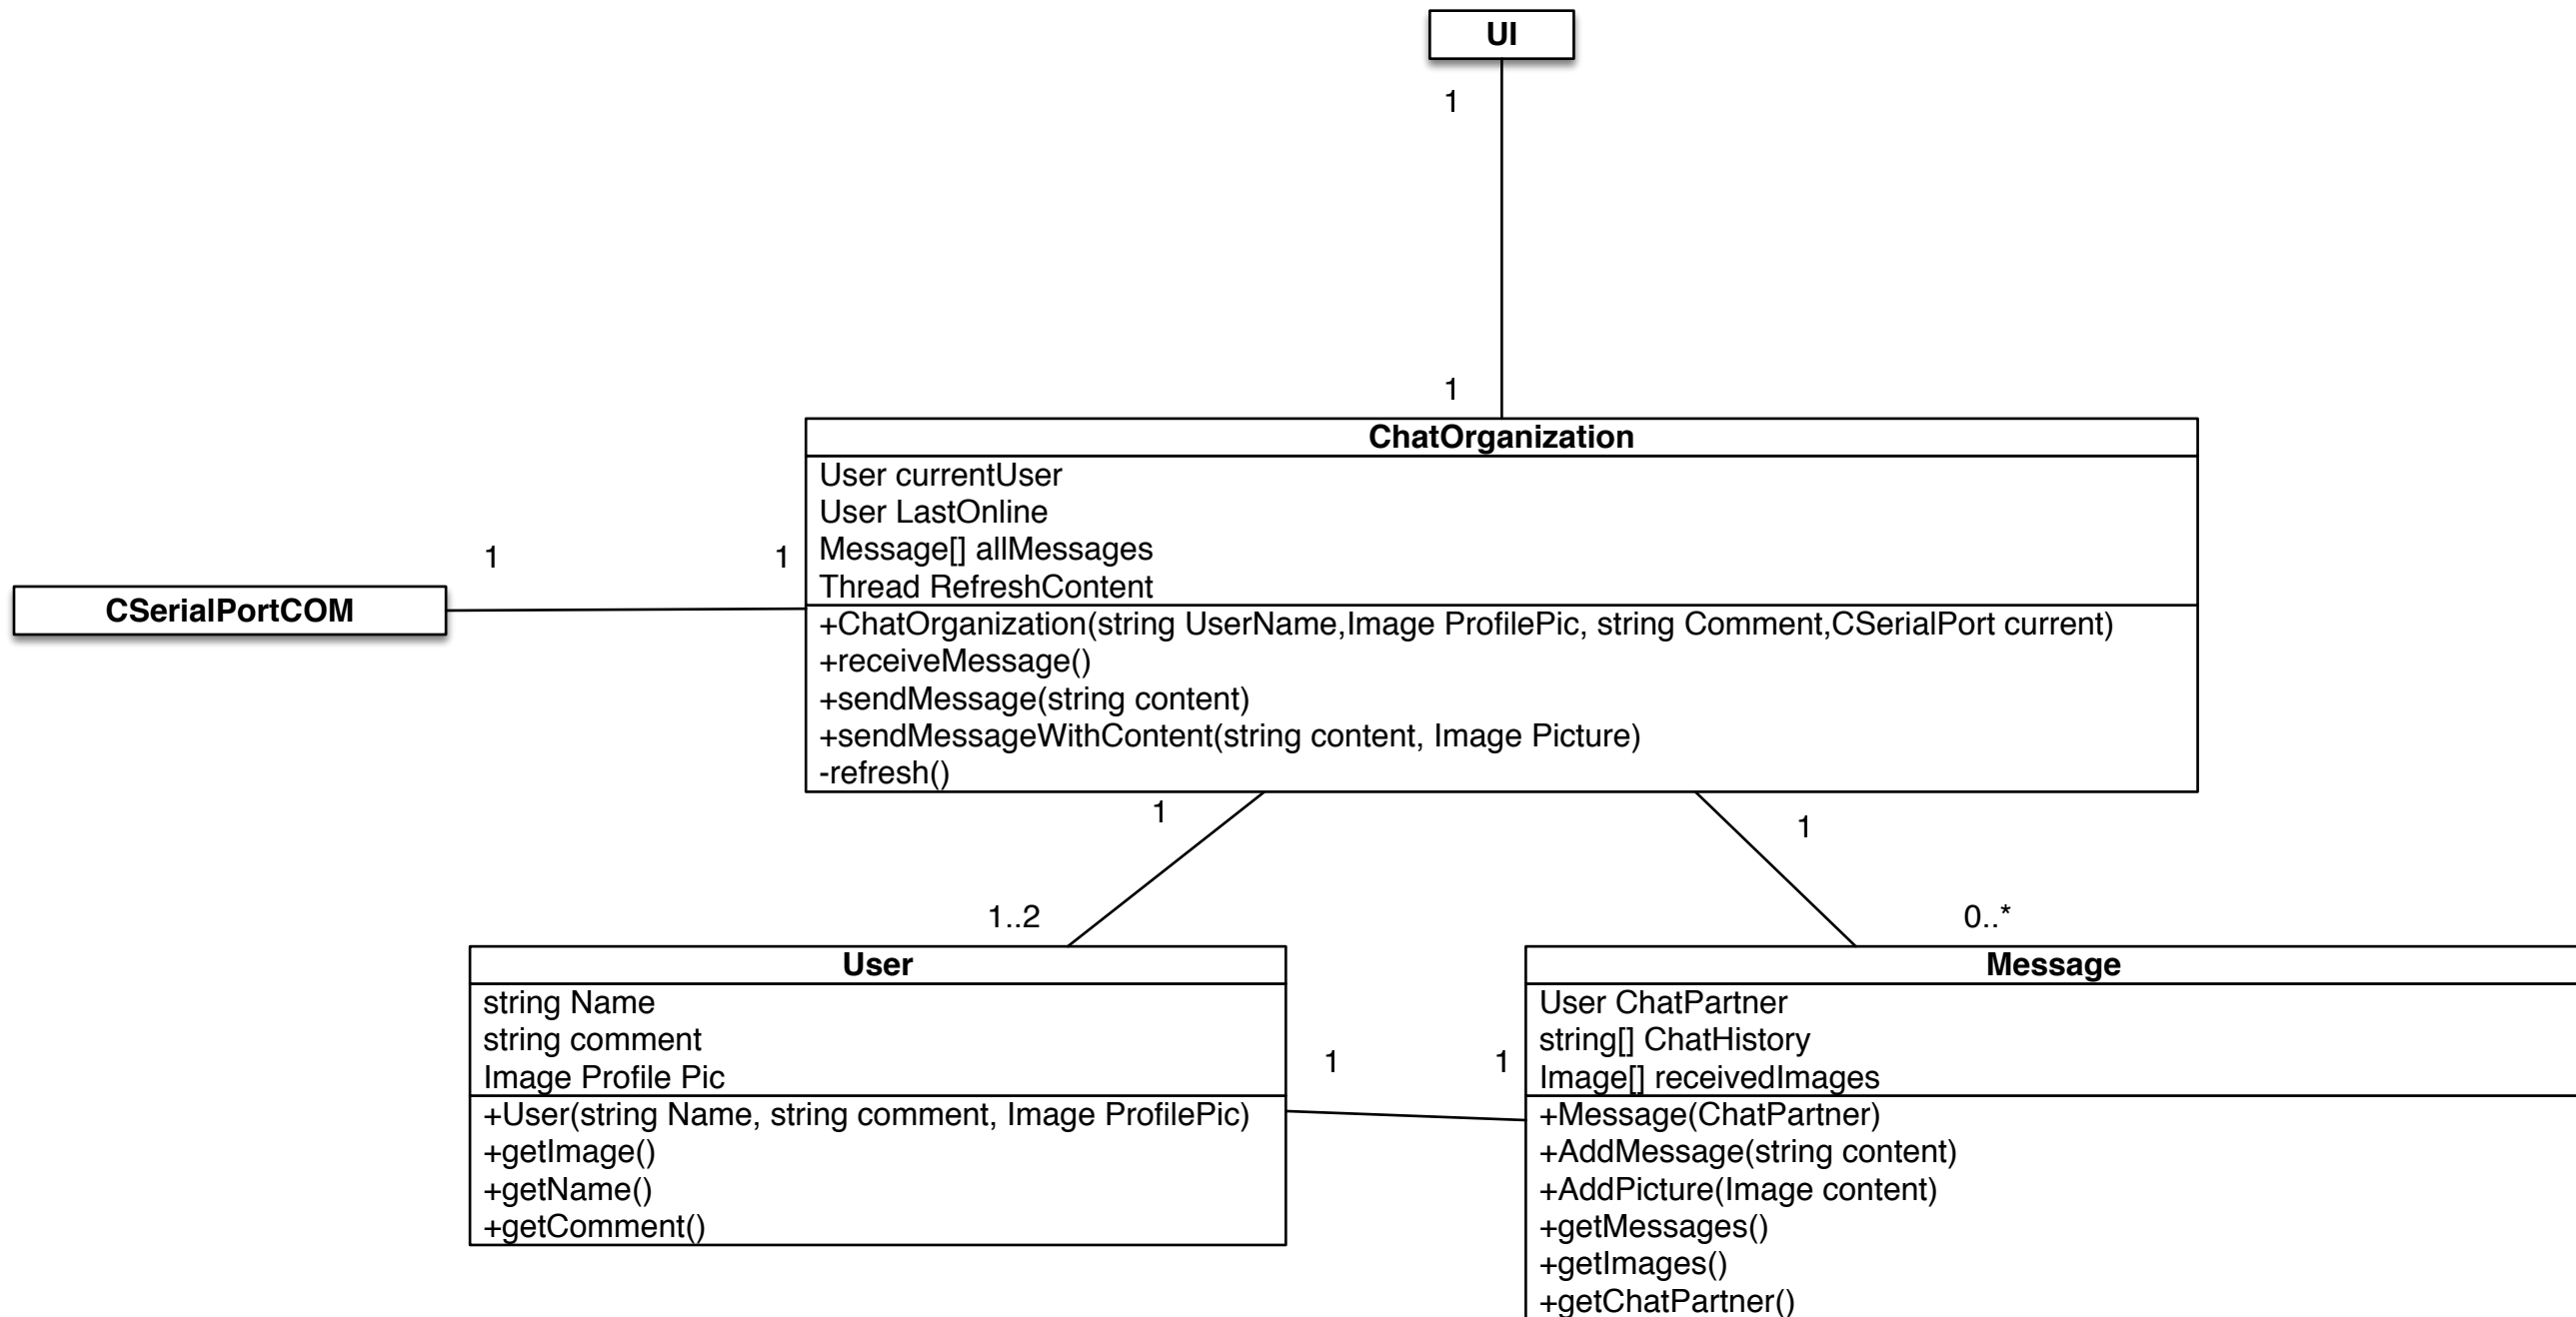 UI
1
1
ChatOrganization
User currentUser
User LastOnline
Message[] allMessages
Thread RefreshContent
+ChatOrganization(string UserName,Image ProfilePic, string Comment,CSerialPort current)
+receiveMessage()
+sendMessage(string content)
+sendMessageWithContent(string content, Image Picture)
-refresh()
1
1
CSerialPortCOM
1
1
1..2
0..*
User
string Name
string comment
Image Profile Pic
+User(string Name, string comment, Image ProfilePic)
+getImage()
+getName()
+getComment()
1
1
Message
User ChatPartner
string[] ChatHistory
Image[] receivedImages
+Message(ChatPartner)
+AddMessage(string content)
+AddPicture(Image content)
+getMessages()
+getImages()
+getChatPartner()